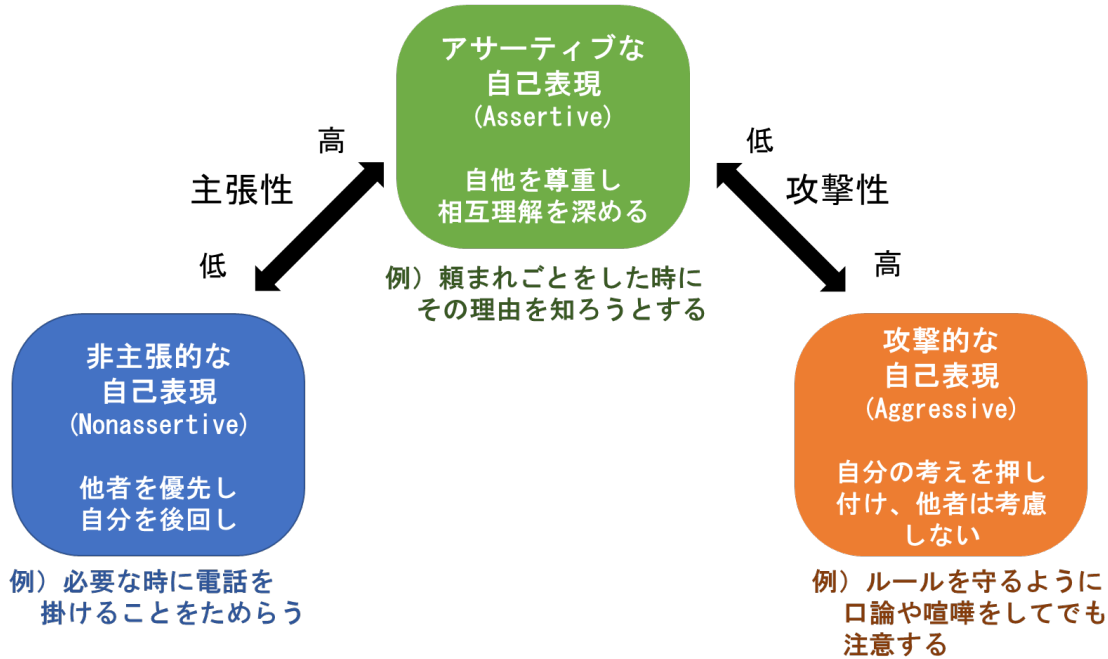 アサーティブな
自己表現
(Assertive)
自他を尊重し
相互理解を深める
高
主張性
低
低
攻撃性
高
例）頼まれごとをした時に
その理由を知ろうとする
非主張的な
自己表現
(Nonassertive)
他者を優先し
自分を後回し
例）必要な時に電話を
掛けることをためらう
攻撃的な
自己表現
(Aggressive)
自分の考えを押し
付け、他者は考慮
しない
例）ルールを守るように
口論や喧嘩をしてでも
注意する